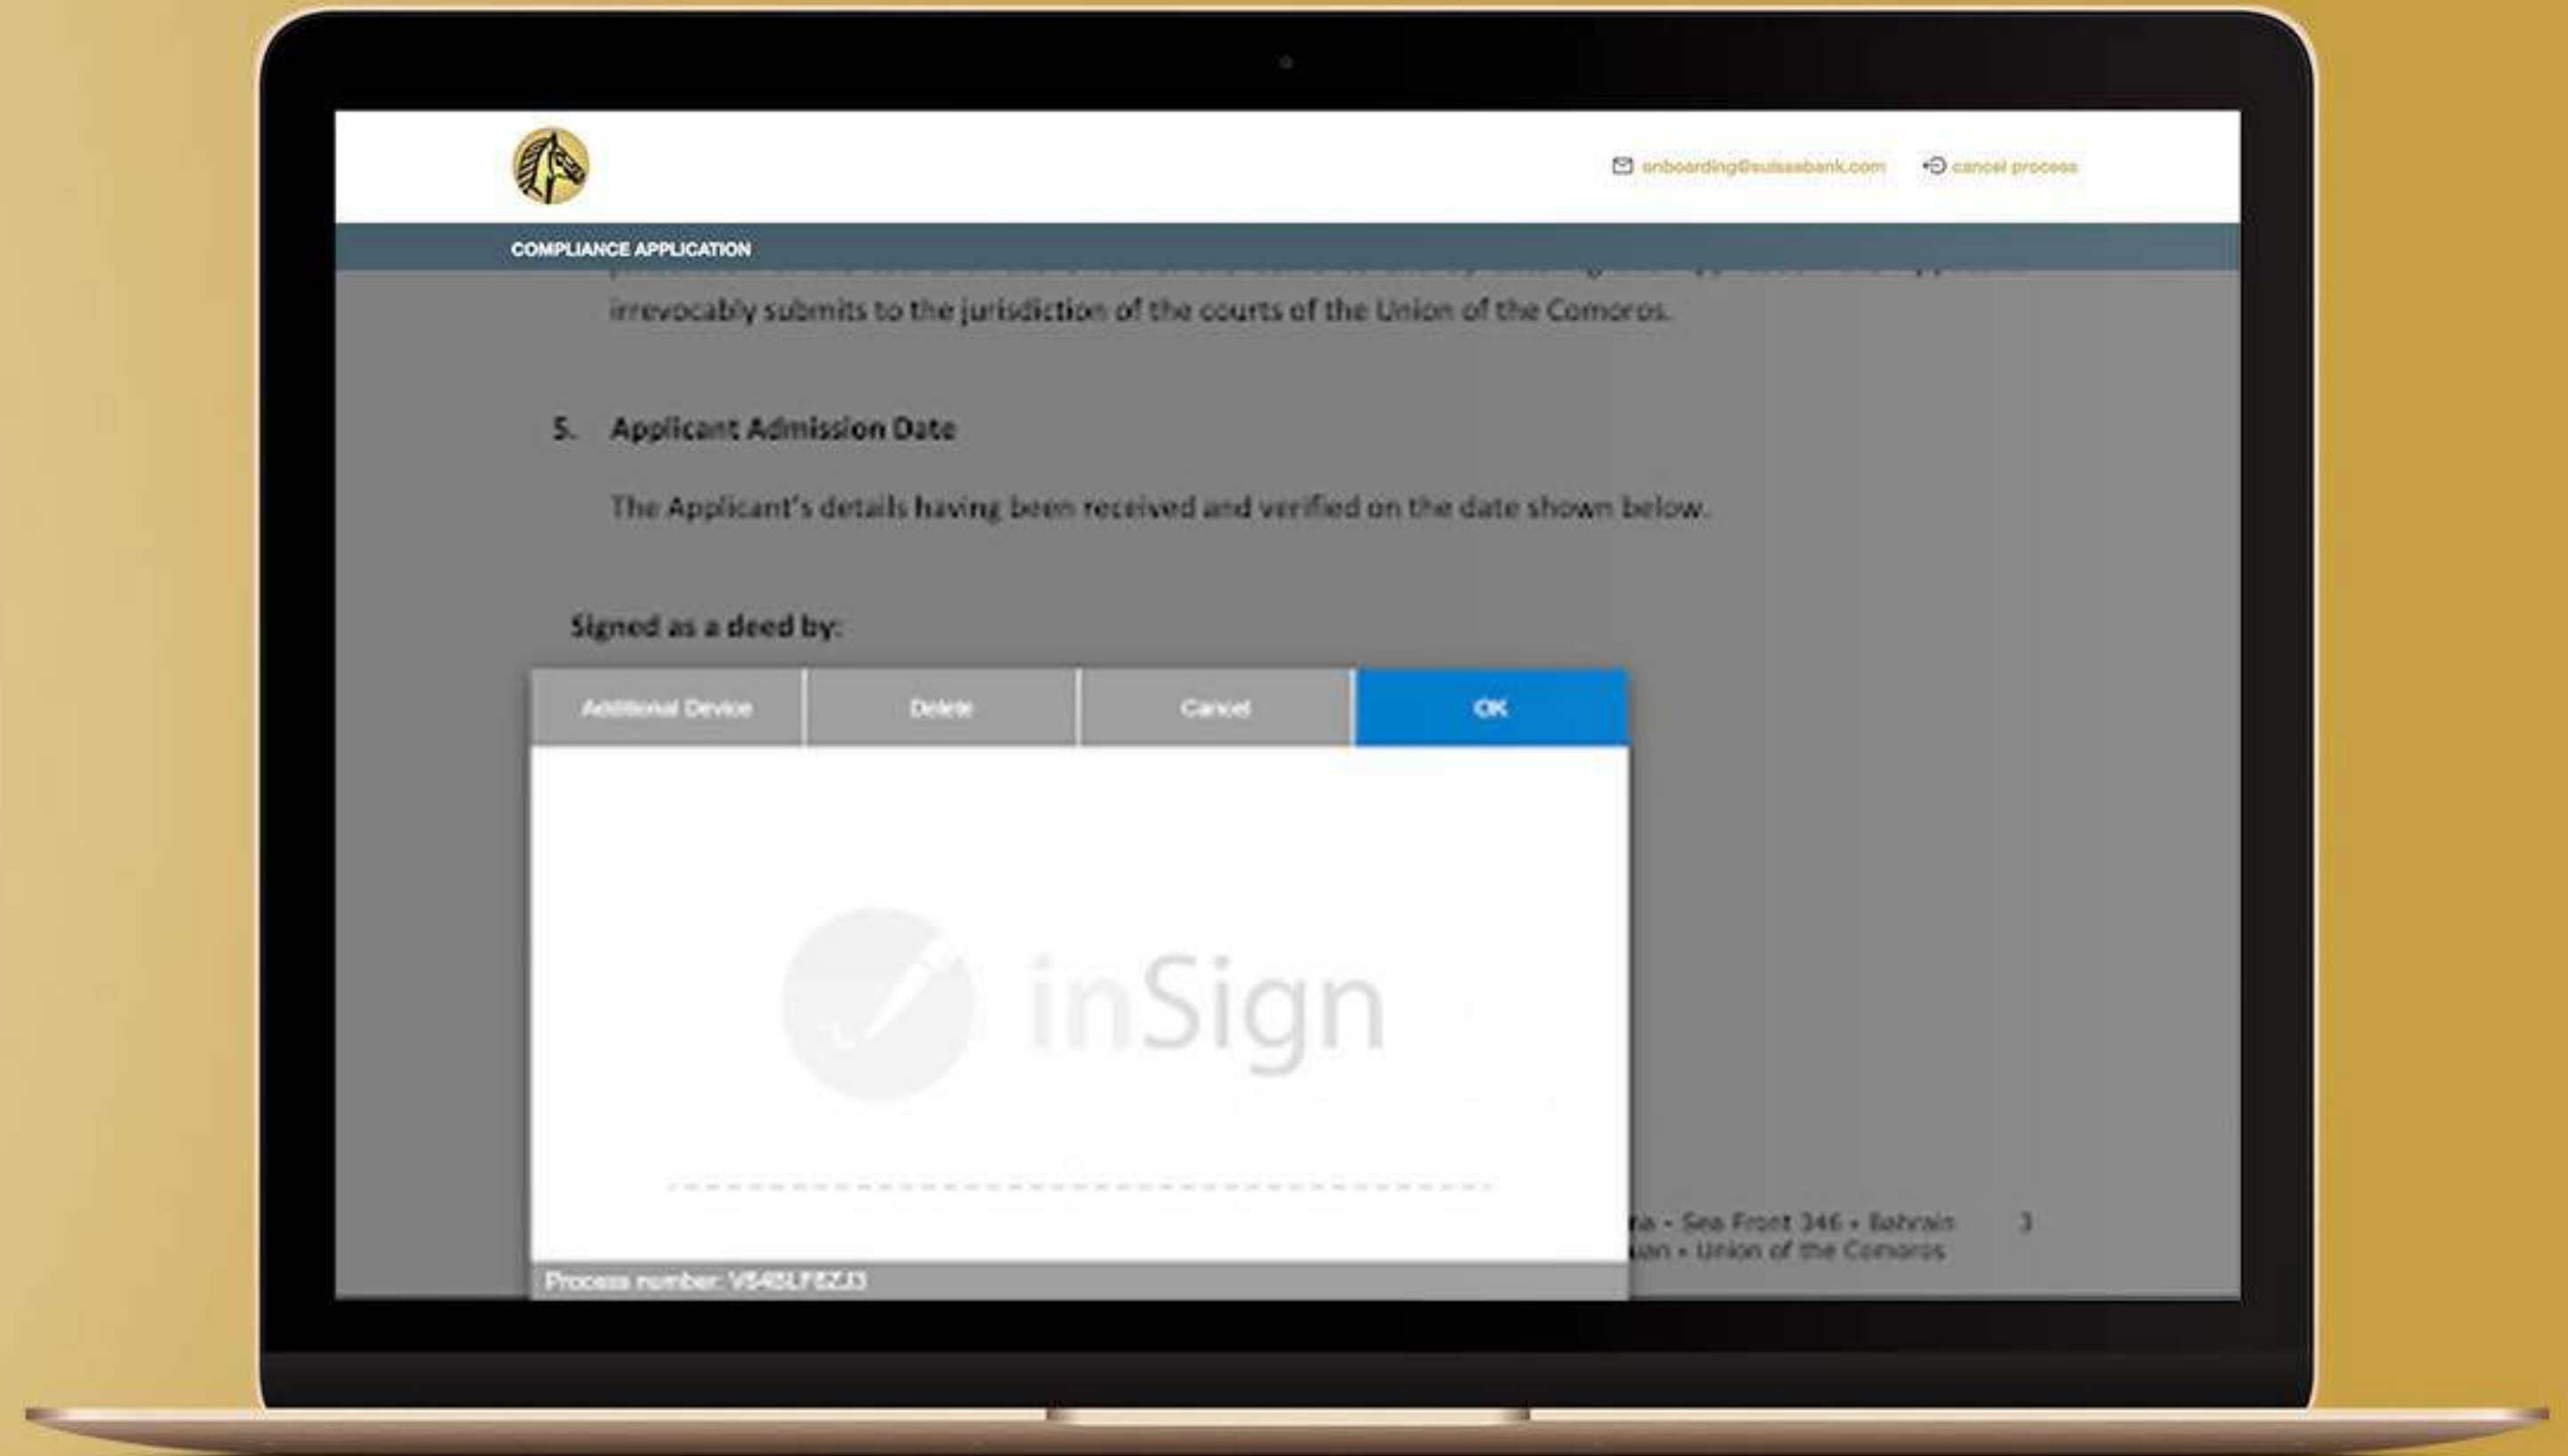 onboarding@suissebank.com cancel process
COMPLIANCE APPLICATION
irrevocably submits to the jurisdiction of the courts of the Union of the Comoros.
5. Applicant Admission Date
The Applicant's details having been received and verified on the date shown below.
Signed as a deed by:
Additional Device Delete Cancel OK
inSign
- Sea Front 346 • Bahrain 3
• Union of the Comoros
Process number: